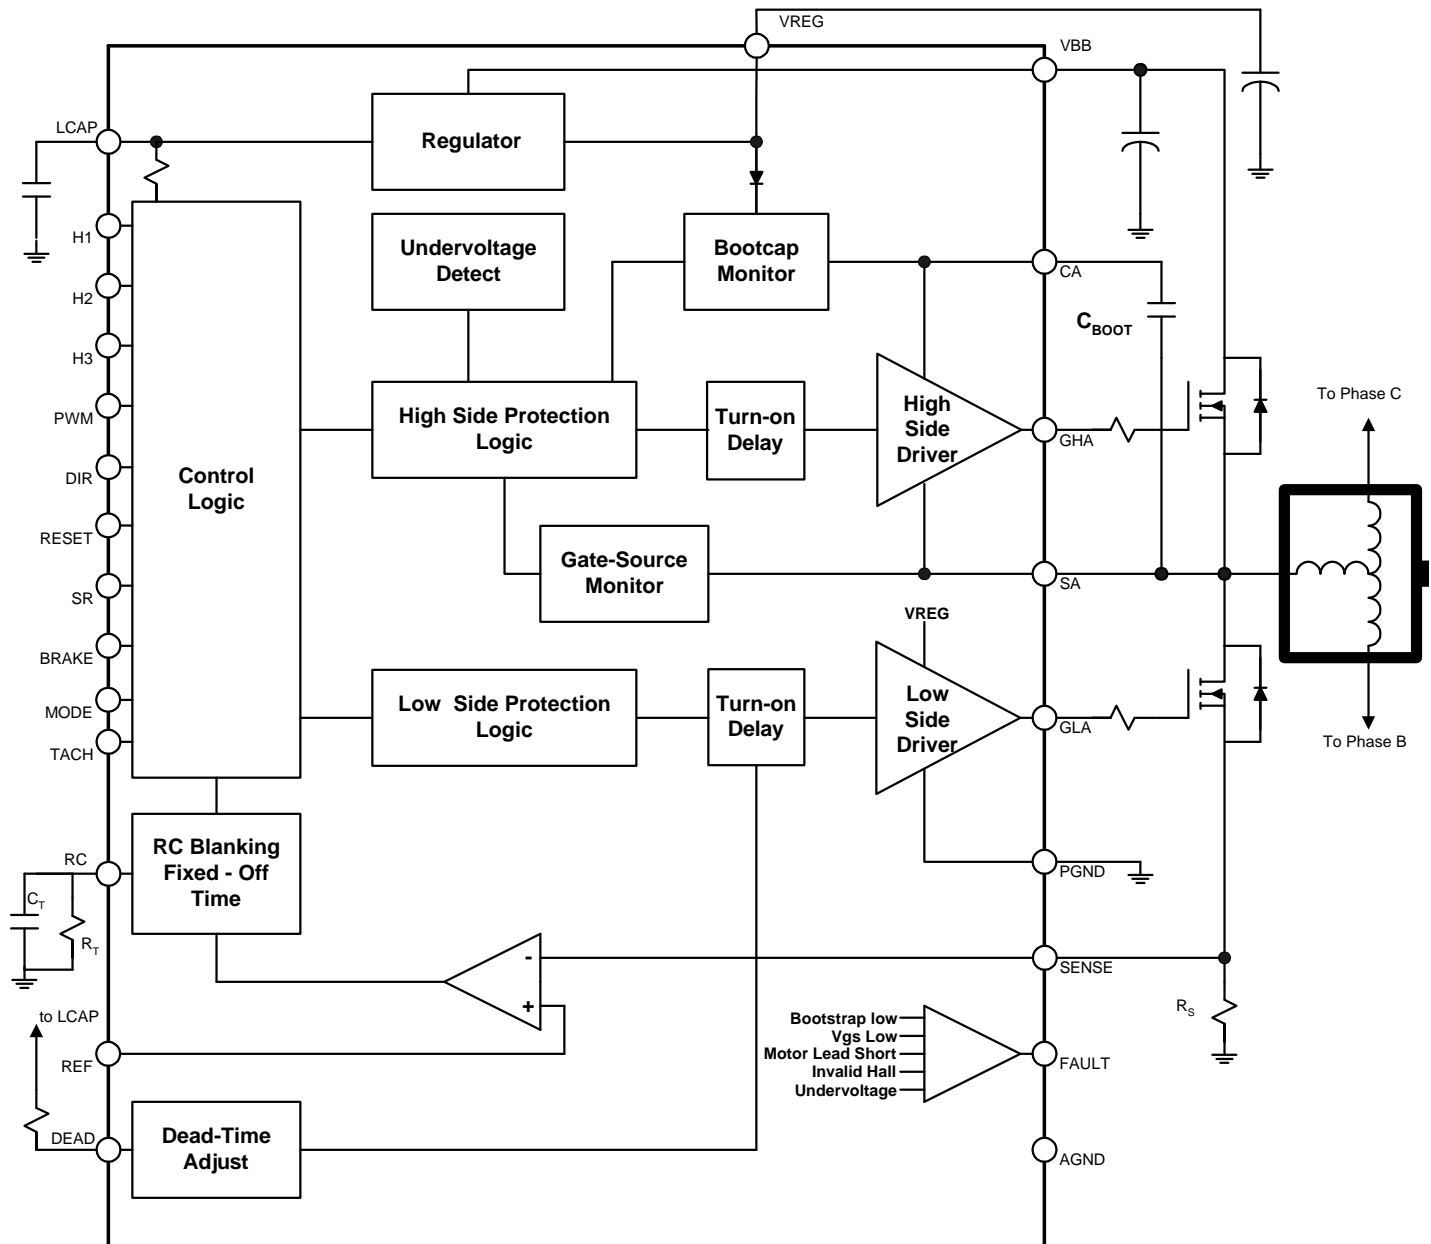 VREG
VBB
LCAP
Regulator
H1
Undervoltage
Detect
Bootcap
Monitor
CA
H2
C_BOOT
H3
PWM
High Side Protection
Logic
Turn-on
Delay
High
Side
Driver
GHA
To Phase C
DIR
Control
Logic
RESET
Gate-Source
Monitor
SA
SR
VREG
BRAKE
MODE
Low  Side Protection
Logic
Turn-on
Delay
Low
Side
Driver
GLA
TACH
To Phase B
RC
RC Blanking
Fixed - Off
Time
PGND
C_T
R_T
-
+
SENSE
to LCAP
R_S
REF
Bootstrap low
Vgs Low
Motor Lead Short
Invalid Hall
Undervoltage
FAULT
DEAD
Dead-Time
Adjust
AGND